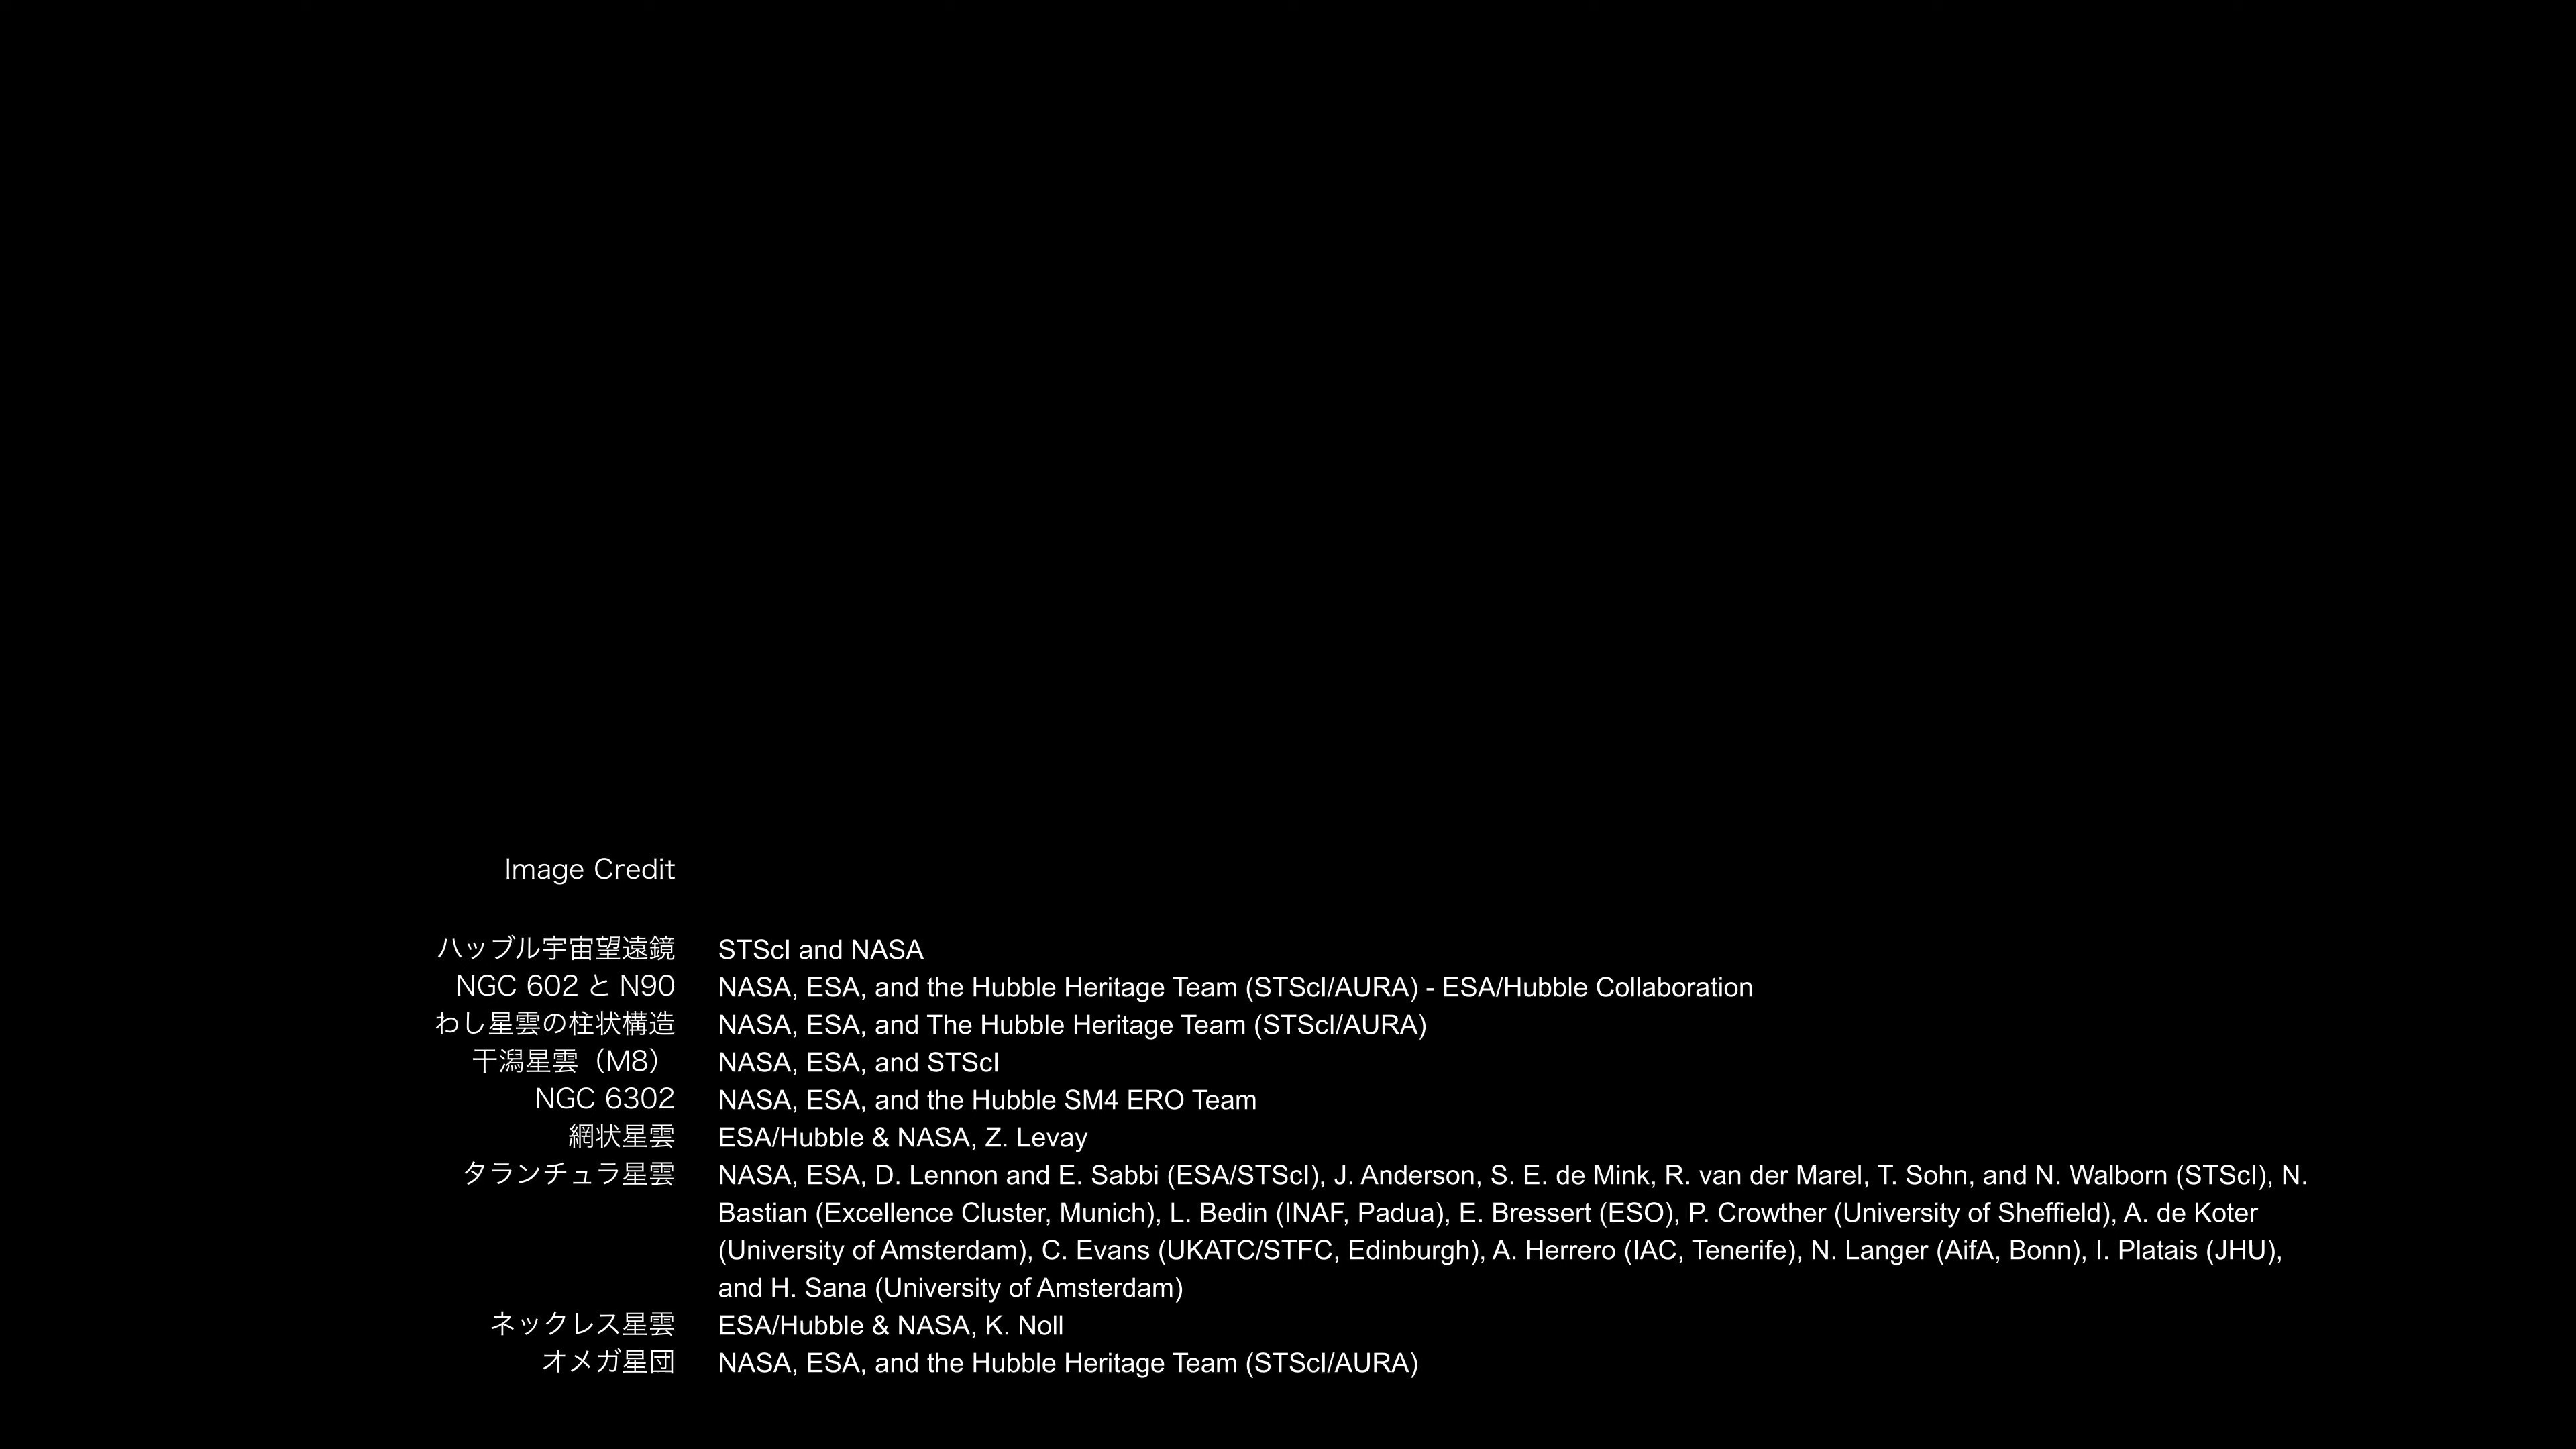 Image Credit
ハッブル宇宙望遠鏡 STScI and NASA
NGC 602 と N90 NASA, ESA, and the Hubble Heritage Team (STScI/AURA) - ESA/Hubble Collaboration
わし星雲の柱状構造 NASA, ESA, and The Hubble Heritage Team (STScI/AURA)
干潟星雲（M8） NASA, ESA, and STScI
NGC 6302 NASA, ESA, and the Hubble SM4 ERO Team
網状星雲 ESA/Hubble & NASA, Z. Levay
タランチュラ星雲 NASA, ESA, D. Lennon and E. Sabbi (ESA/STScI), J. Anderson, S. E. de Mink, R. van der Marel, T. Sohn, and N. Walborn (STScI), N.
Bastian (Excellence Cluster, Munich), L. Bedin (INAF, Padua), E. Bressert (ESO), P. Crowther (University of Sheffield), A. de Koter
(University of Amsterdam), C. Evans (UKATC/STFC, Edinburgh), A. Herrero (IAC, Tenerife), N. Langer (AifA, Bonn), I. Platais (JHU),
and H. Sana (University of Amsterdam)
ネックレス星雲 ESA/Hubble & NASA, K. Noll
オメガ星団 NASA, ESA, and the Hubble Heritage Team (STScI/AURA)